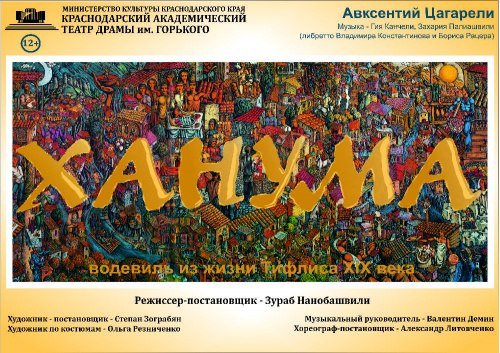 МИНИСТЕРСТВО КУЛЬТУРЫ КРАСНОДАРСКОГО КРАЯ
КРАСНОДАРСКИЙ АКАДЕМИЧЕСКИЙ
ТЕАТР ДРАМЫ им. ГОРЬКОГО
12+
Авксентий Цагарели
Музыка - Гия Канчели, Захария Палиашвили
(либретто Владимира Константинова и Бориса Рацера)
ХАНУМА
водевиль из жизни Тифлиса XIX века
Режиссер-постановщик - Зураб Нанобашвили
Художник - постановщик - Степан Зограбян
Художник по костюмам - Ольга Резниченко
Музыкальный руководитель - Валентин Демин
Хореограф-постановщик - Александр Литовченко